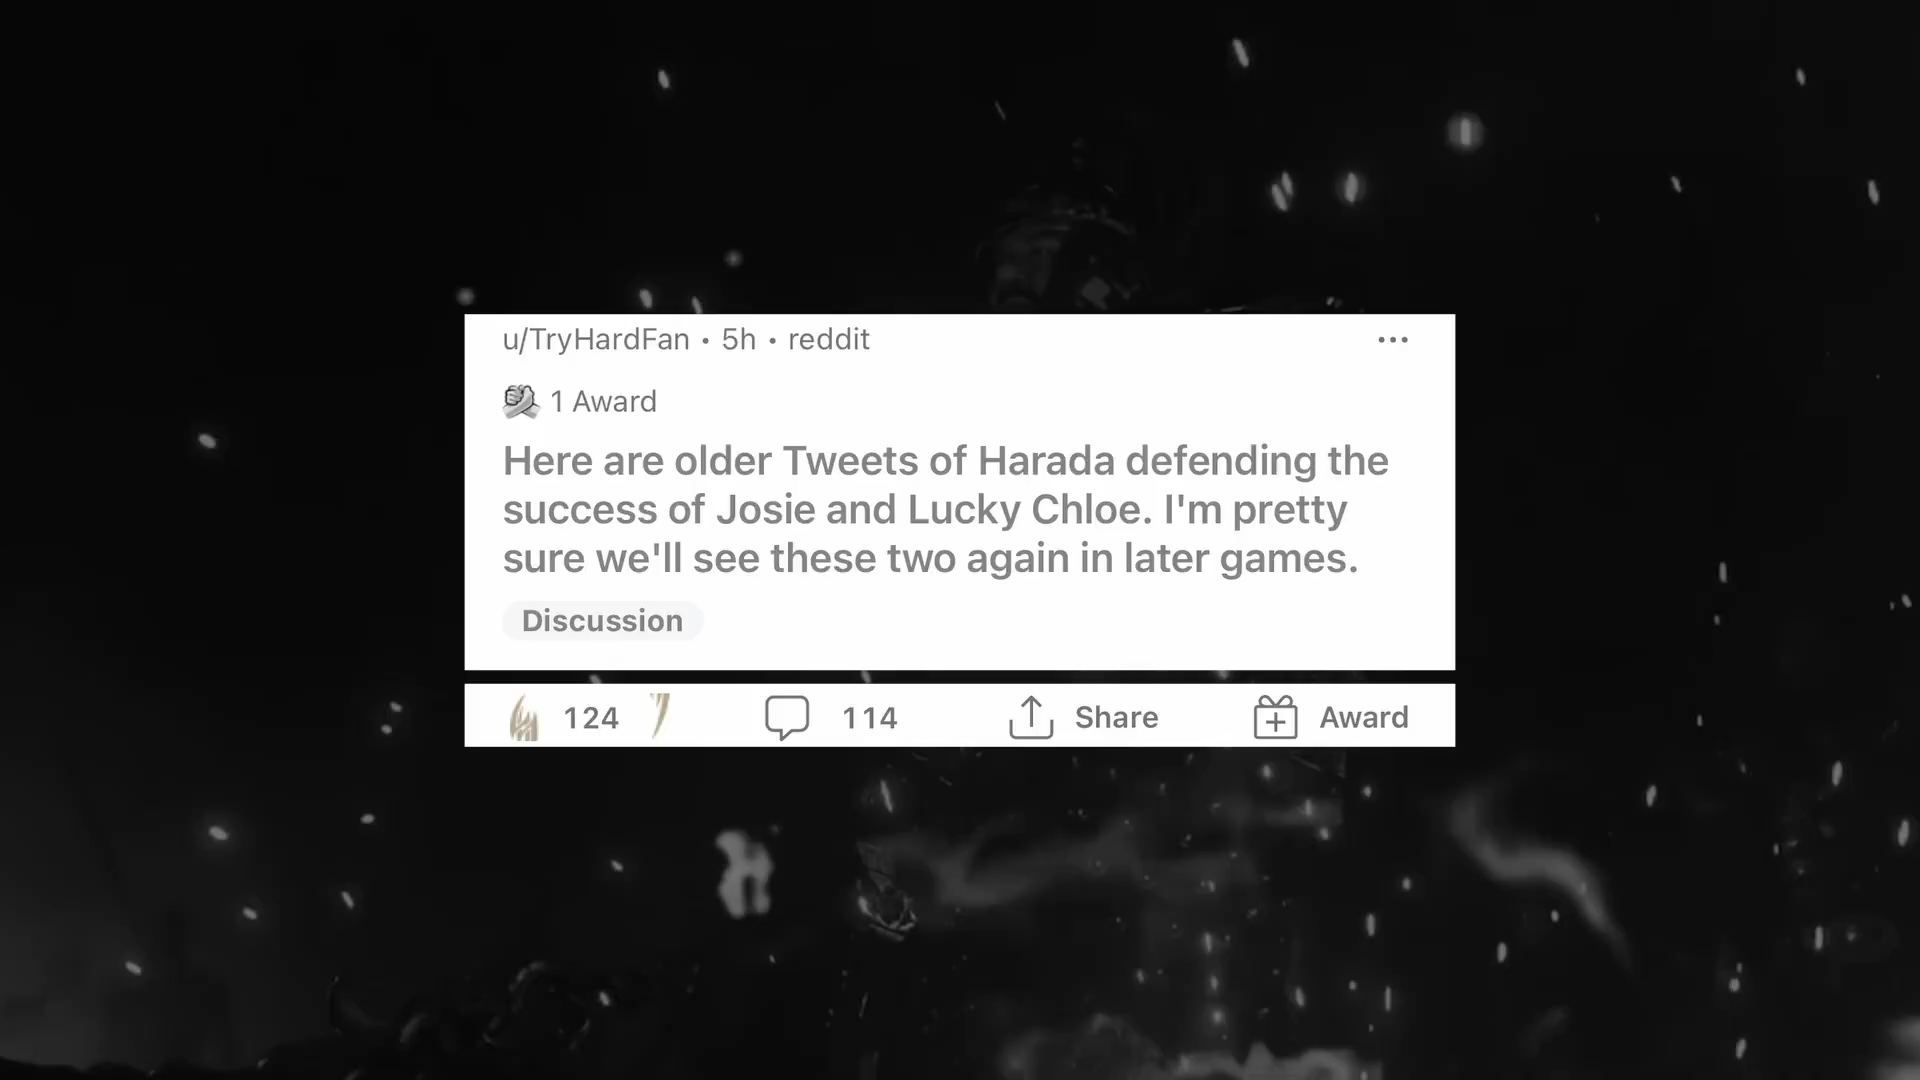 u/TryHardFan • 5h • reddit
1 Award
Here are older Tweets of Harada defending the
success of Josie and Lucky Chloe. I'm pretty
sure we'll see these two again in later games.
Discussion
124 114 Share Award